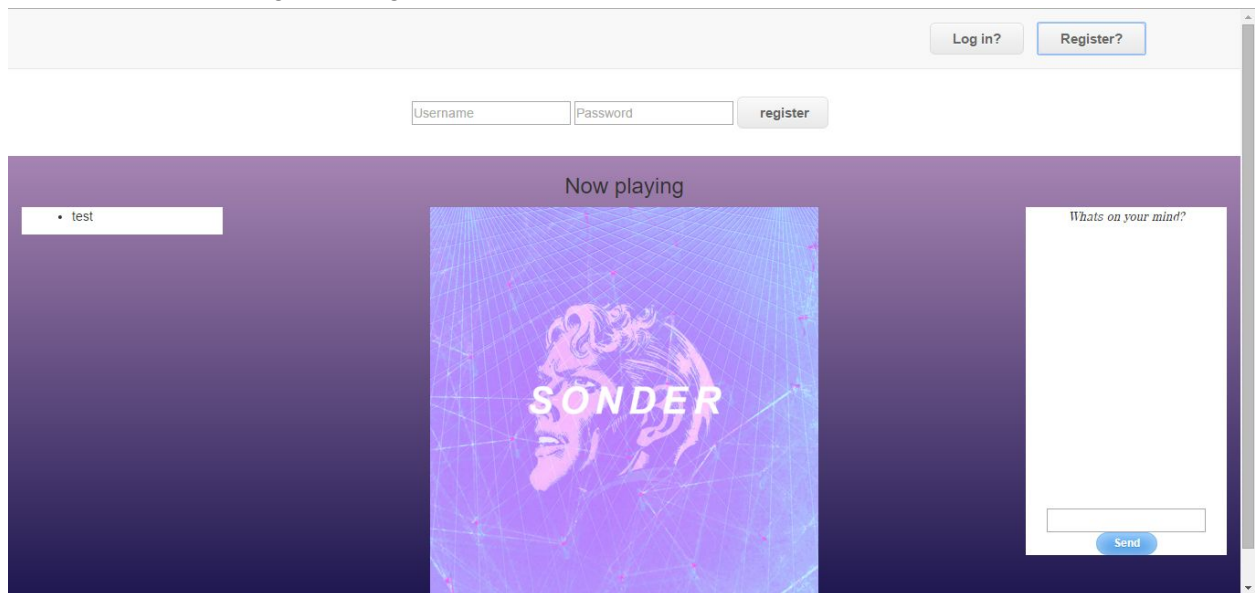 Log in?
Register?
Username
Password
register
Now playing
• test
SONDER
Whats on your mind?
Send